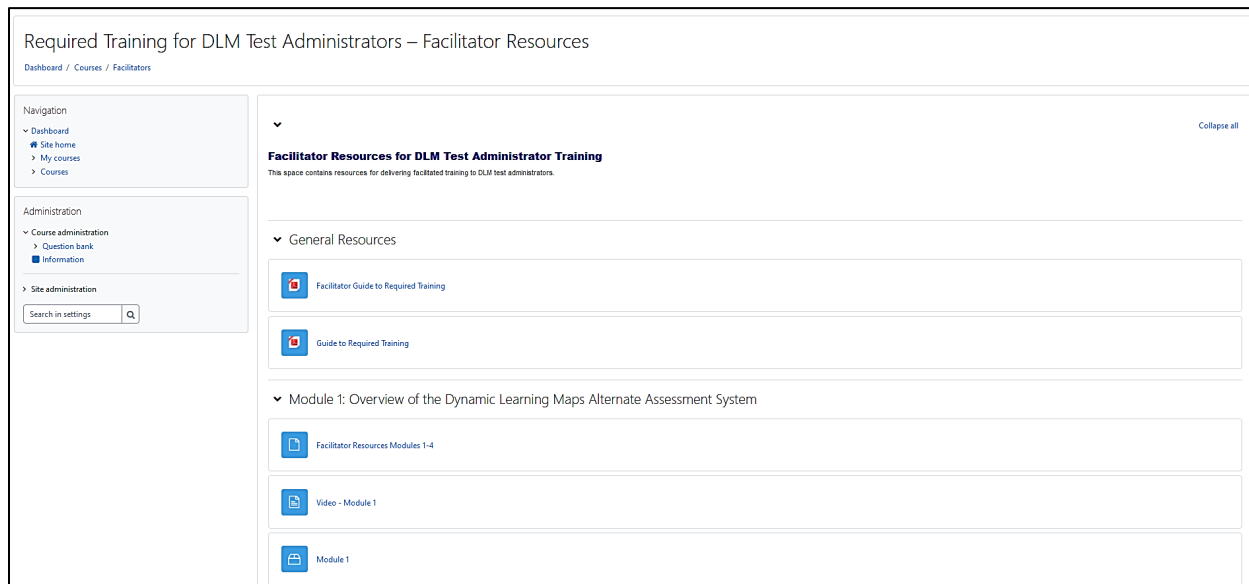 Required Training for DLM Test Administrators – Facilitator Resources
Dashboard / Courses / Facilitators
Navigation
Dashboard
Site home
My courses
Courses
Administration
Course administration
Question bank
Information
Site administration
Search in settings
Collapse all
Facilitator Resources for DLM Test Administrator Training
This space contains resources for delivering facilitated training to DLM test administrators.
General Resources
Facilitator Guide to Required Training
Guide to Required Training
Module 1: Overview of the Dynamic Learning Maps Alternate Assessment System
Facilitator Resources Modules 1-4
Video - Module 1
Module 1